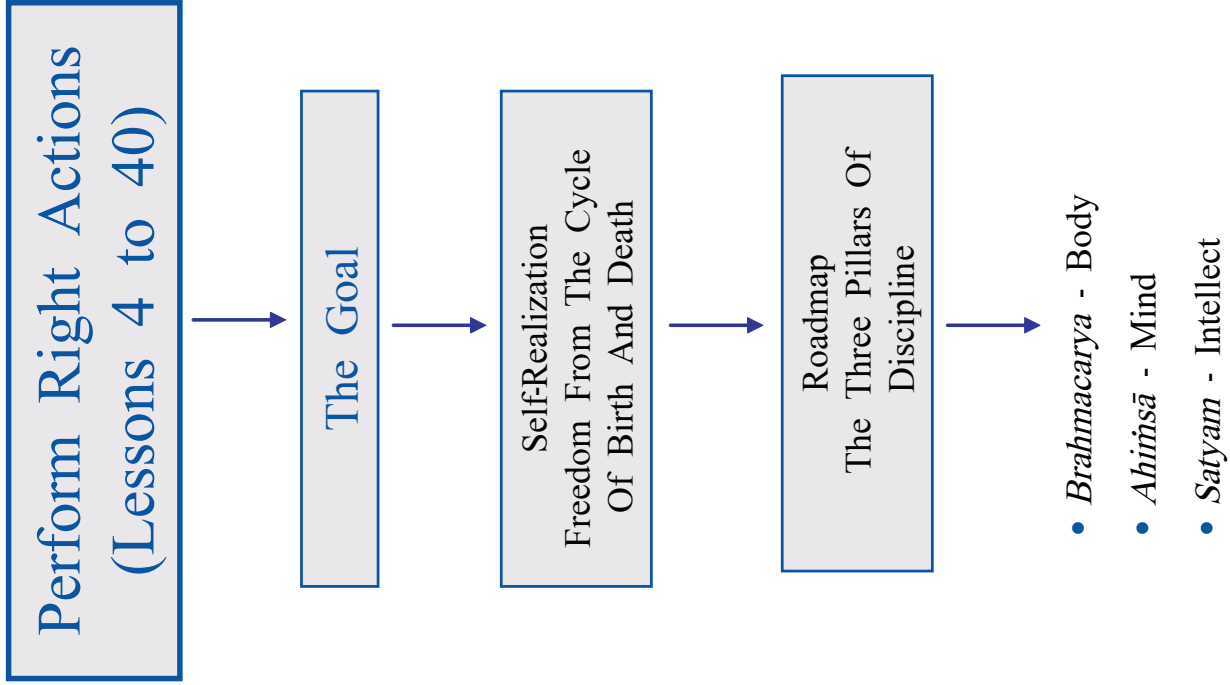 Perform Right Actions
(Lessons 4 to 40)
The Goal
Self-Realization
Freedom From The Cycle
Of Birth And Death
Roadmap
The Three Pillars Of
Discipline
• Brahmacarya - Body
• Ahiṁsā - Mind
• Satyam - Intellect